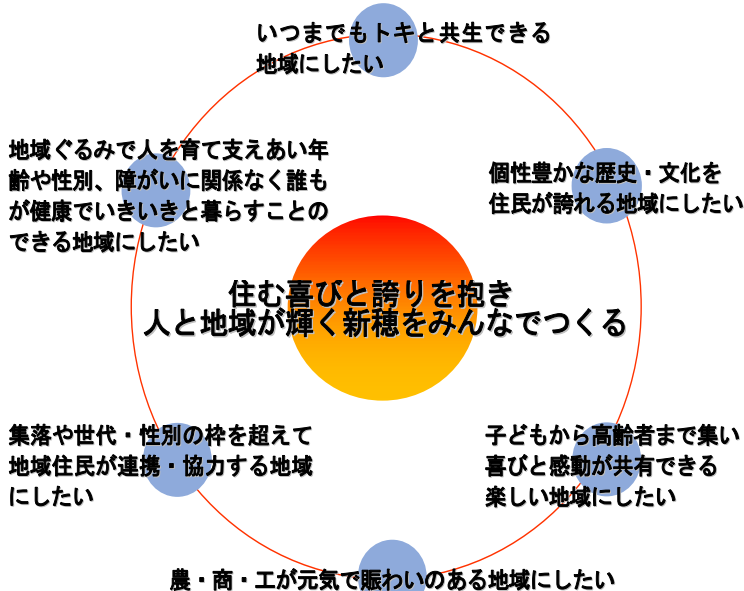 いつまでもトキと共生できる
地域にしたい
地域ぐるみで人を育て支えあい年
齢や性別、障がいに関係なく誰も
が健康でいきいきと暮らすことの
できる地域にしたい
個性豊かな歴史・文化を
住民が誇れる地域にしたい
住む喜びと誇りを抱き
人と地域が輝く新穂をみんなでつくる
集落や世代・性別の枠を超えて
地域住民が連携・協力する地域
にしたい
子どもから高齢者まで集い
喜びと感動が共有できる
楽しい地域にしたい
農・商・工が元気で賑わいのある地域にしたい